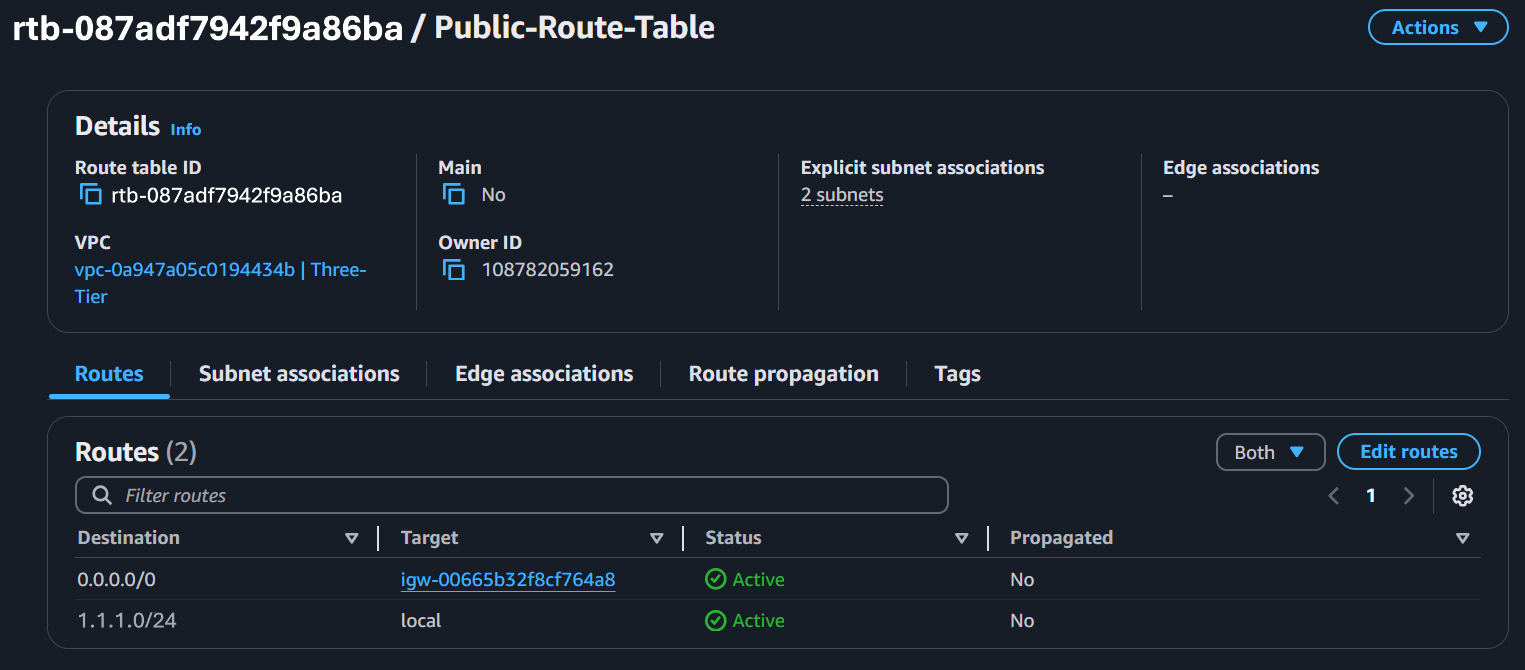 rtb-087adf7942f9a86ba / Public-Route-Table
Actions
Details Info
Route table ID
rtb-087adf7942f9a86ba
Main
No
Explicit subnet associations
2 subnets
Edge associations
–
VPC
vpc-0a947a05c0194434b | Three-
Tier
Owner ID
108782059162
Routes
Subnet associations
Edge associations
Route propagation
Tags
Routes (2)
Both
Edit routes
Filter routes
1
Destination Target Status Propagated
0.0.0.0/0 igw-00665b32f8cf764a8 Active No
1.1.1.0/24 local Active No